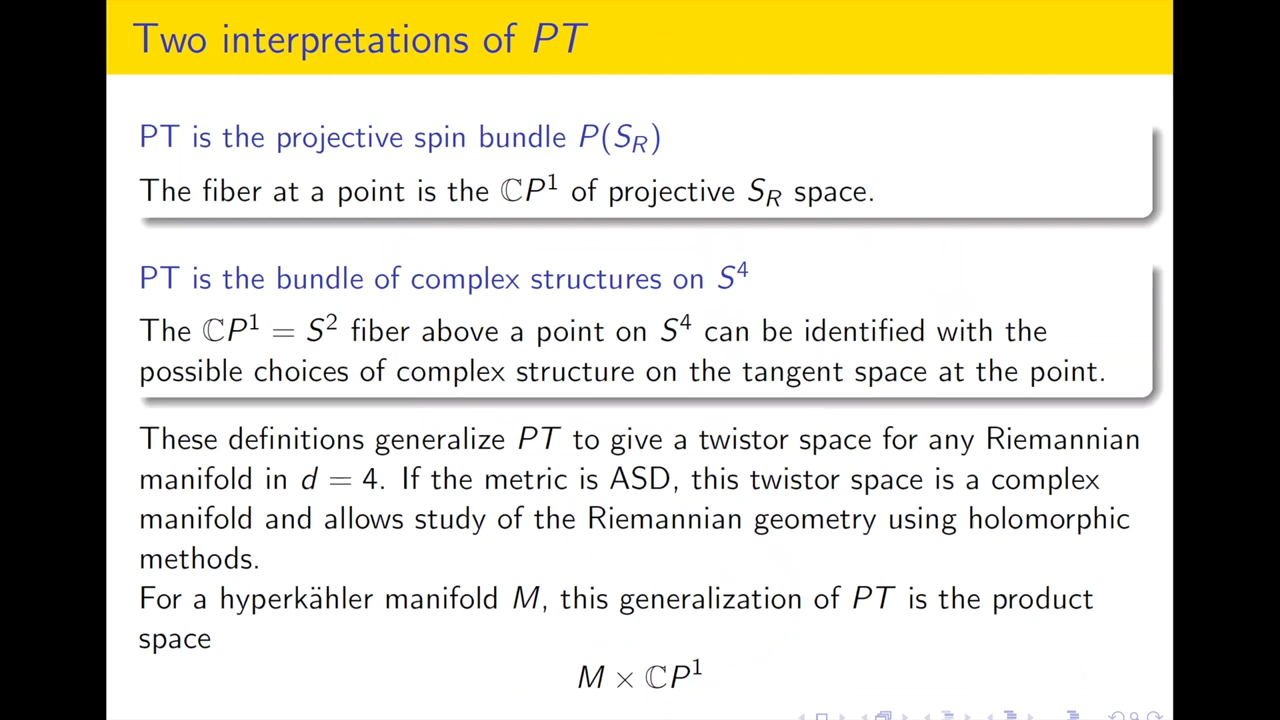 Two interpretations of PT
PT is the projective spin bundle P(S_R)
The fiber at a point is the ℂP¹ of projective S_R space.
PT is the bundle of complex structures on S⁴
The ℂP¹ = S² fiber above a point on S⁴ can be identified with the
possible choices of complex structure on the tangent space at the point.
These definitions generalize PT to give a twistor space for any Riemannian
manifold in d = 4. If the metric is ASD, this twistor space is a complex
manifold and allows study of the Riemannian geometry using holomorphic
methods.
For a hyperkähler manifold M, this generalization of PT is the product
space
M × ℂP¹